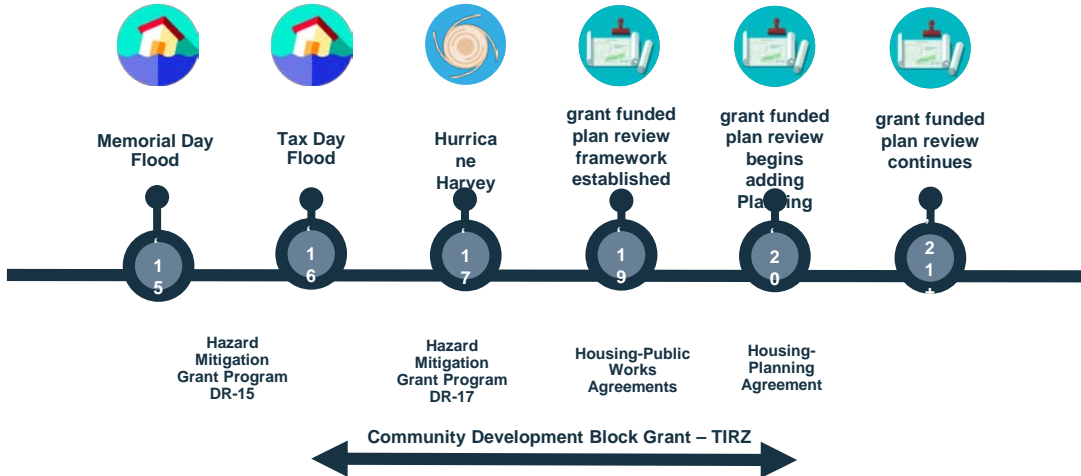 Memorial Day
Flood
Tax Day
Flood
Hurrica
ne
Harvey
grant funded
plan review
framework
established
grant funded
plan review
begins
adding
Planning
grant funded
plan review
continues
‘
1
5
‘
1
6
‘
1
7
‘
1
9
‘
2
0
’
2
1+
Hazard
Mitigation
Grant Program
DR-15
Hazard
Mitigation
Grant Program
DR-17
Housing-Public
Works
Agreements
Housing-
Planning
Agreement
Community Development Block Grant – TIRZ